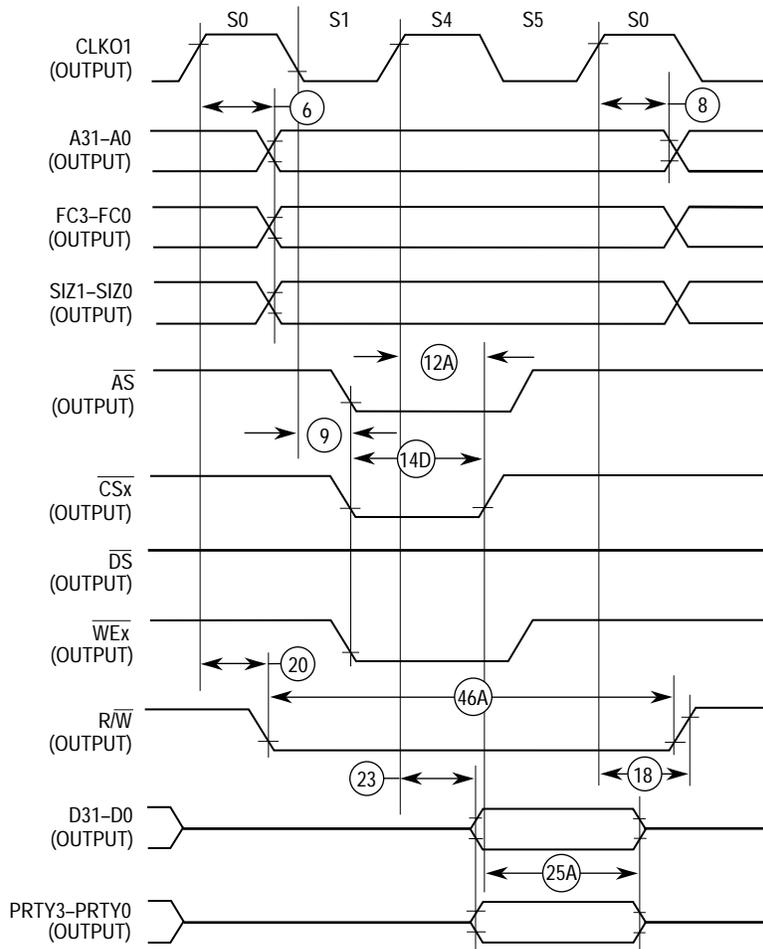 S0 S1 S4 S5 S0
CLKO1
(OUTPUT)
6 8
A31–A0
(OUTPUT)
FC3–FC0
(OUTPUT)
SIZ1–SIZ0
(OUTPUT)
12A
AS
(OUTPUT)
9
14D
CSx
(OUTPUT)
DS
(OUTPUT)
WEx
(OUTPUT)
20
46A
R/W
(OUTPUT)
23 18
D31–D0
(OUTPUT)
25A
PRTY3–PRTY0
(OUTPUT)